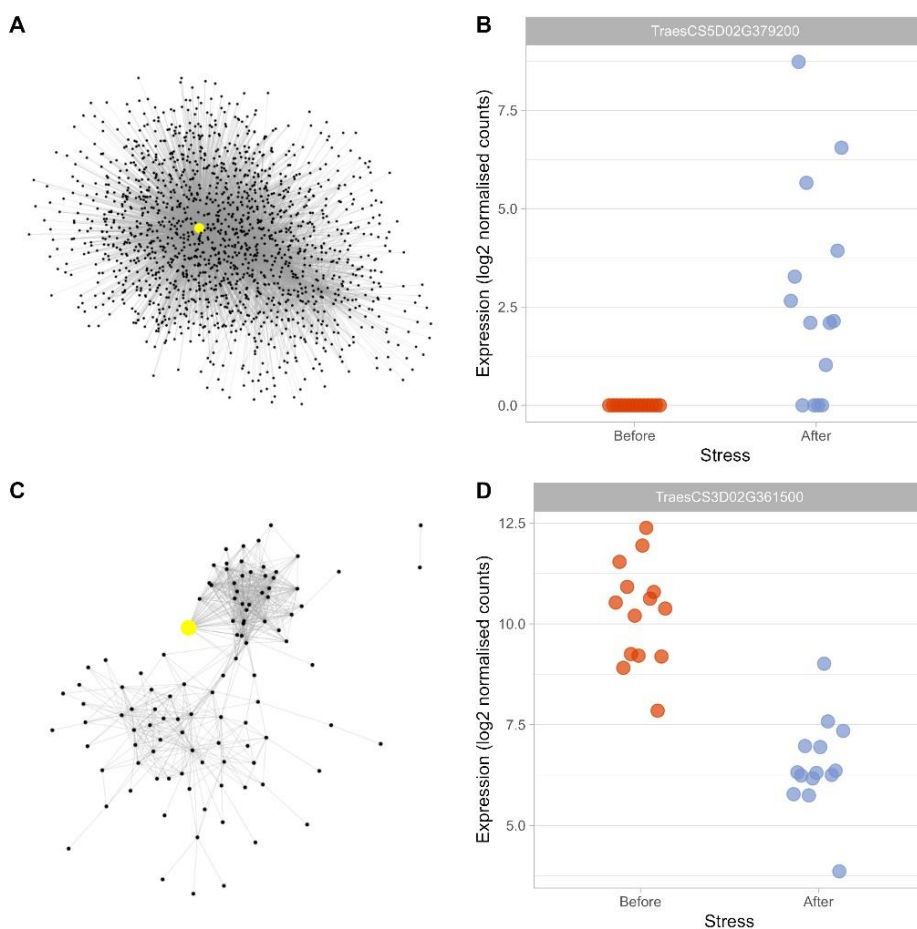 A
B
TraesCS5D02G379200
Expression (log2 normalised counts)
7.5
5.0
2.5
0.0
Before
After
Stress
C
D
TraesCS3D02G361500
Expression (log2 normalised counts)
12.5
10.0
7.5
5.0
Before
After
Stress